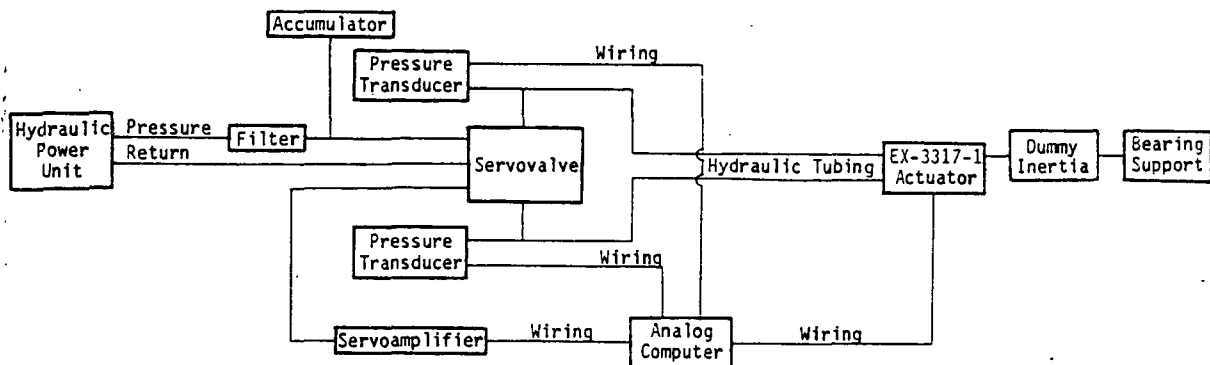 Accumulator
Pressure
Transducer
Wiring
Hydraulic
Power
Unit
Pressure
Filter
Return
Servovalve
Hydraulic Tubing
EX-3317-1
Actuator
Dummy
Inertia
Bearing
Support
Pressure
Transducer
Wiring
Servoamplifier
Wiring
Analog
Computer
Wiring